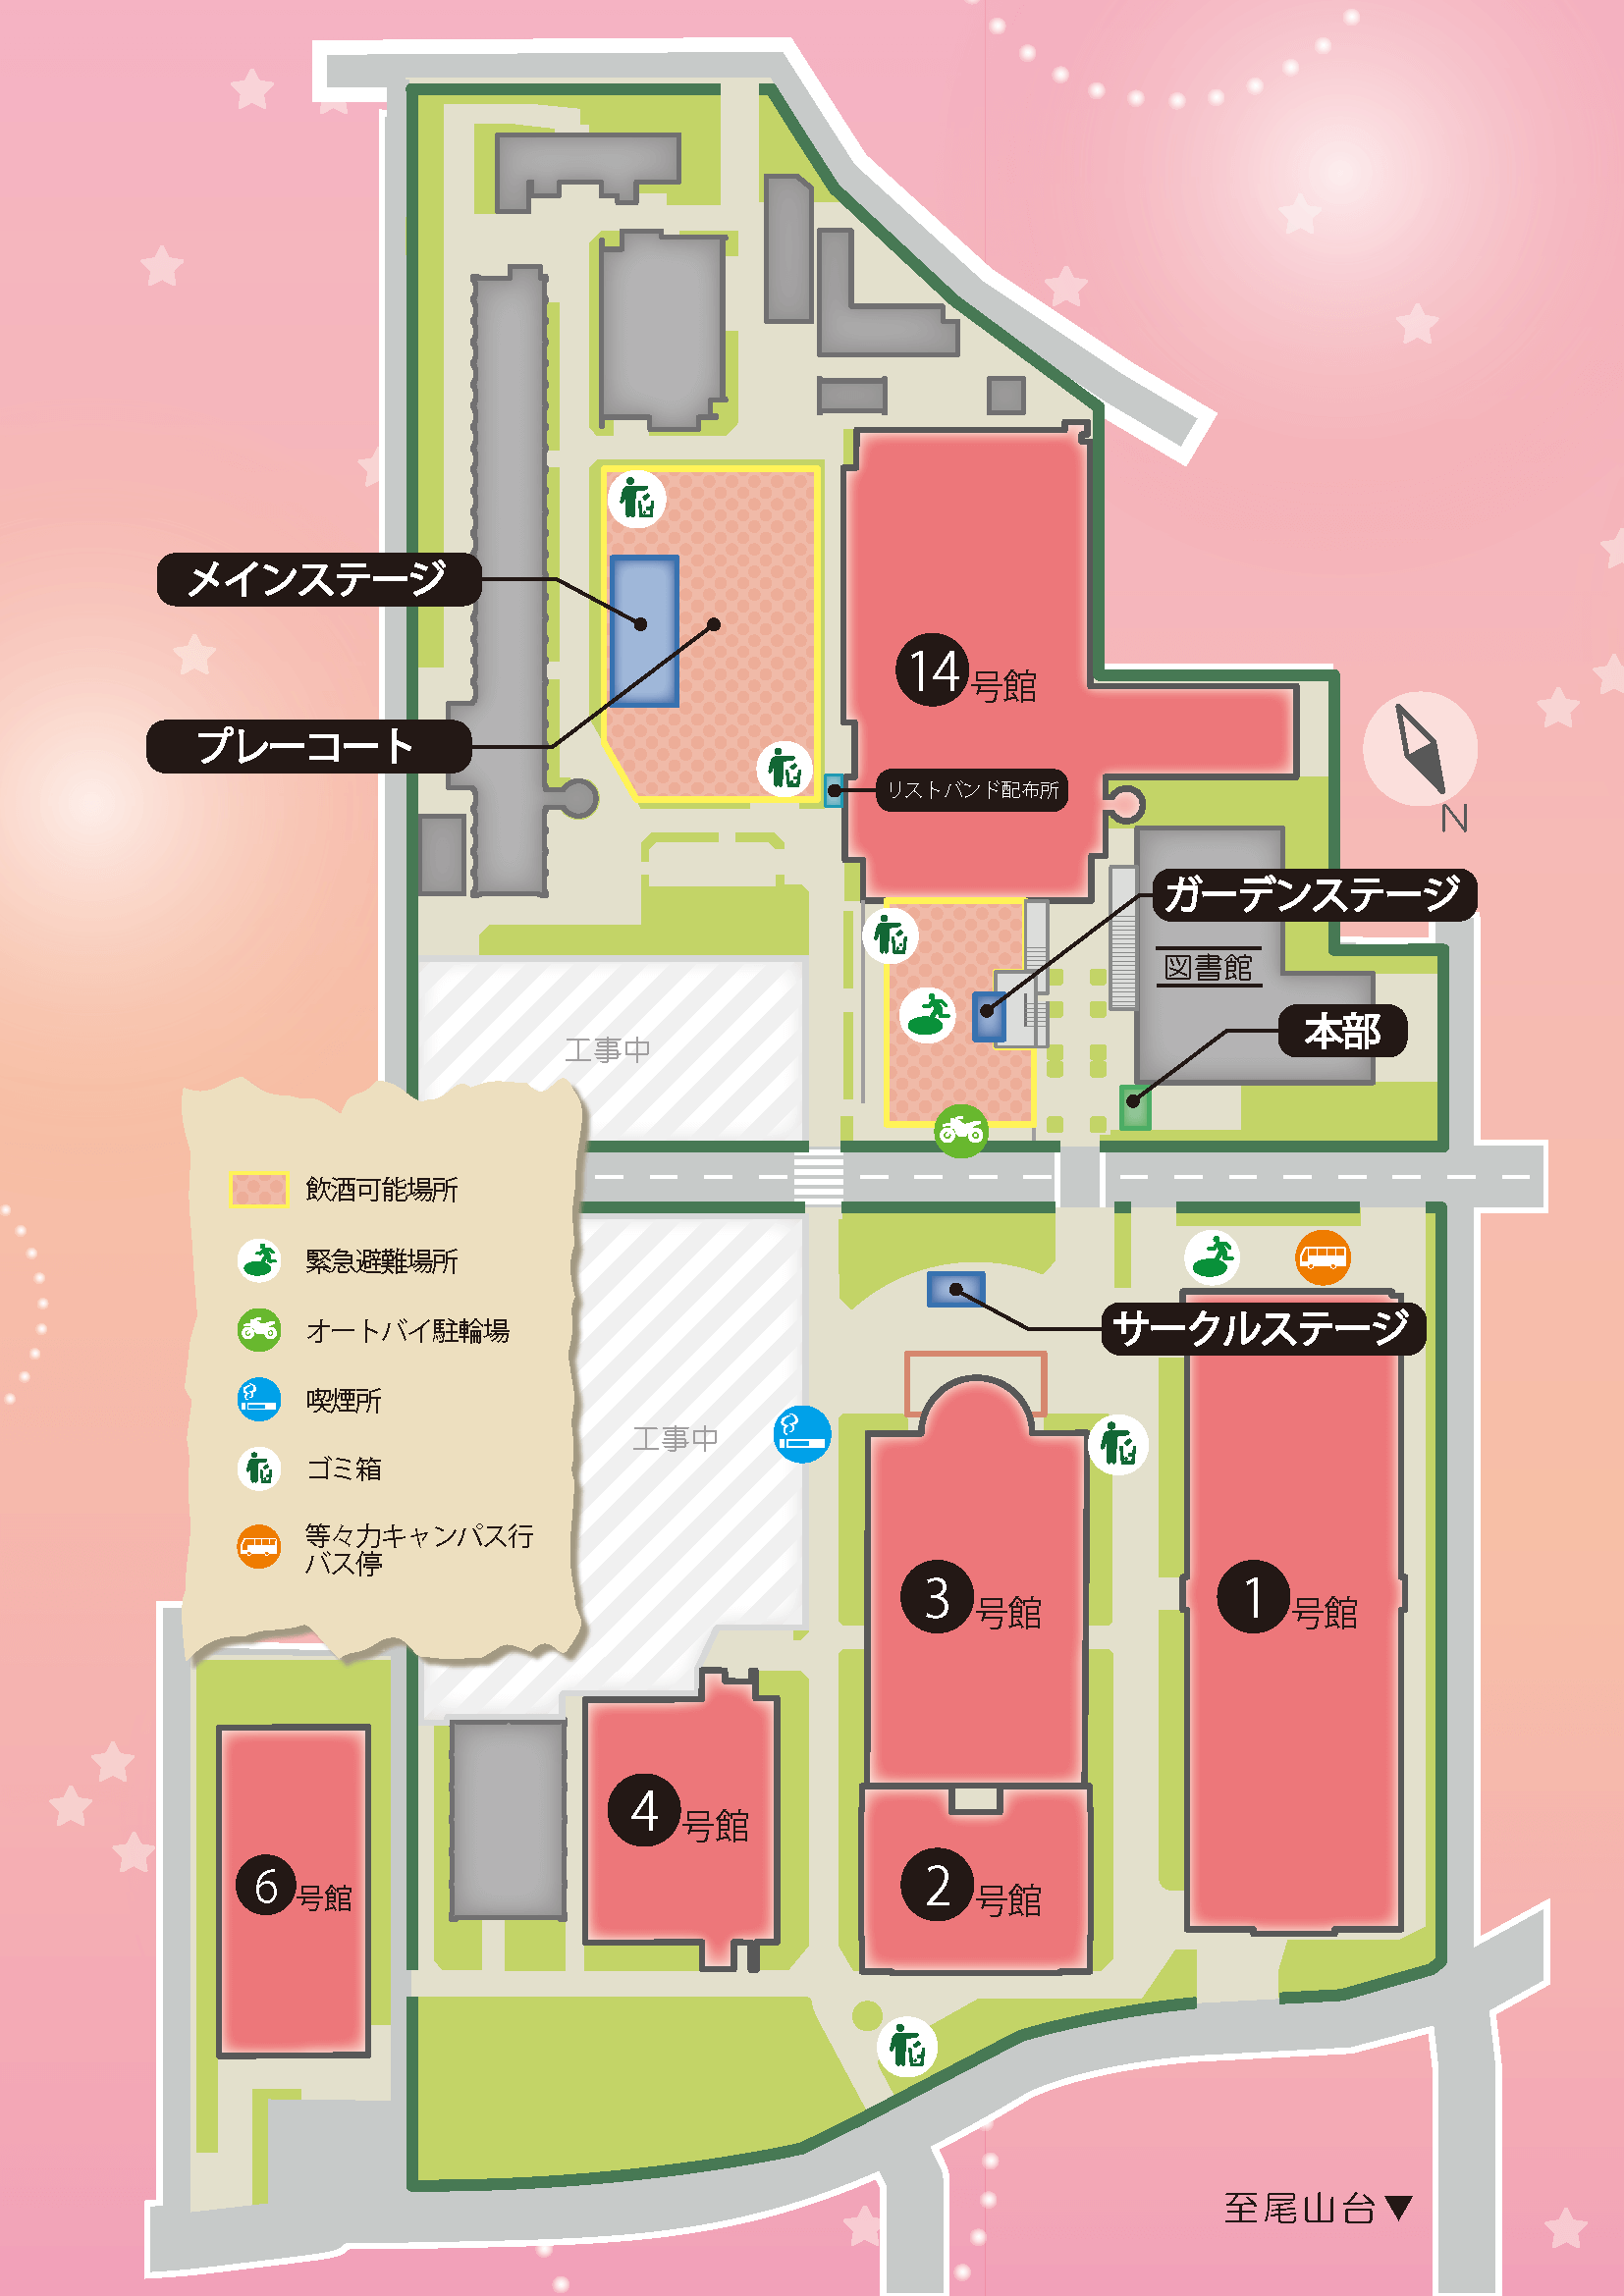 メインステージ
14号館
プレーコート
リストバンド配布所
N
ガーデンステージ
図書館
本部
工事中
飲酒可能場所
緊急避難場所
オートバイ駐輪場
喫煙所
ゴミ箱
等々力キャンパス行
バス停
サークルステージ
工事中
3号館
1号館
4号館
2号館
6号館
至尾山台▼